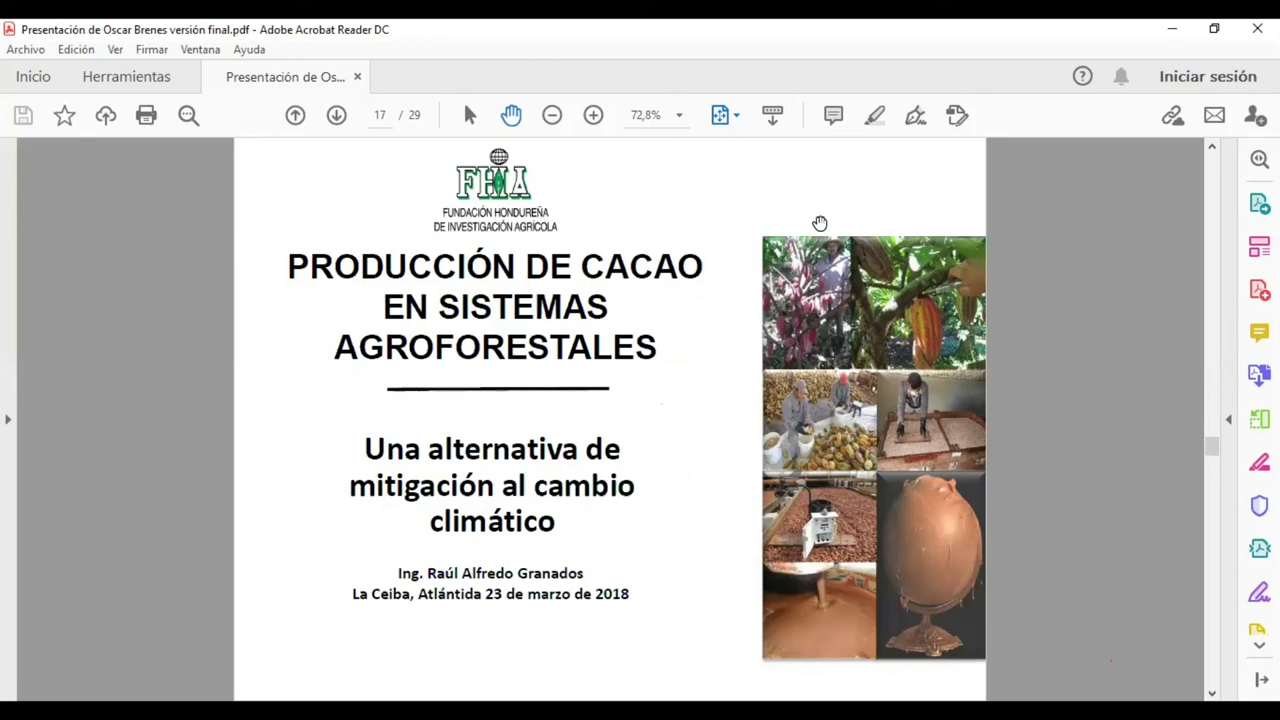 Presentación de Oscar Brenes versión final.pdf - Adobe Acrobat Reader DC
Archivo Edición Ver Firmar Ventana Ayuda
Inicio Herramientas Presentación de Os... Iniciar sesión
17 / 29 72,8%
FHIA
FUNDACIÓN HONDUREÑA
DE INVESTIGACIÓN AGRÍCOLA
PRODUCCIÓN DE CACAO
EN SISTEMAS
AGROFORESTALES
Una alternativa de
mitigación al cambio
climático
Ing. Raúl Alfredo Granados
La Ceiba, Atlántida 23 de marzo de 2018